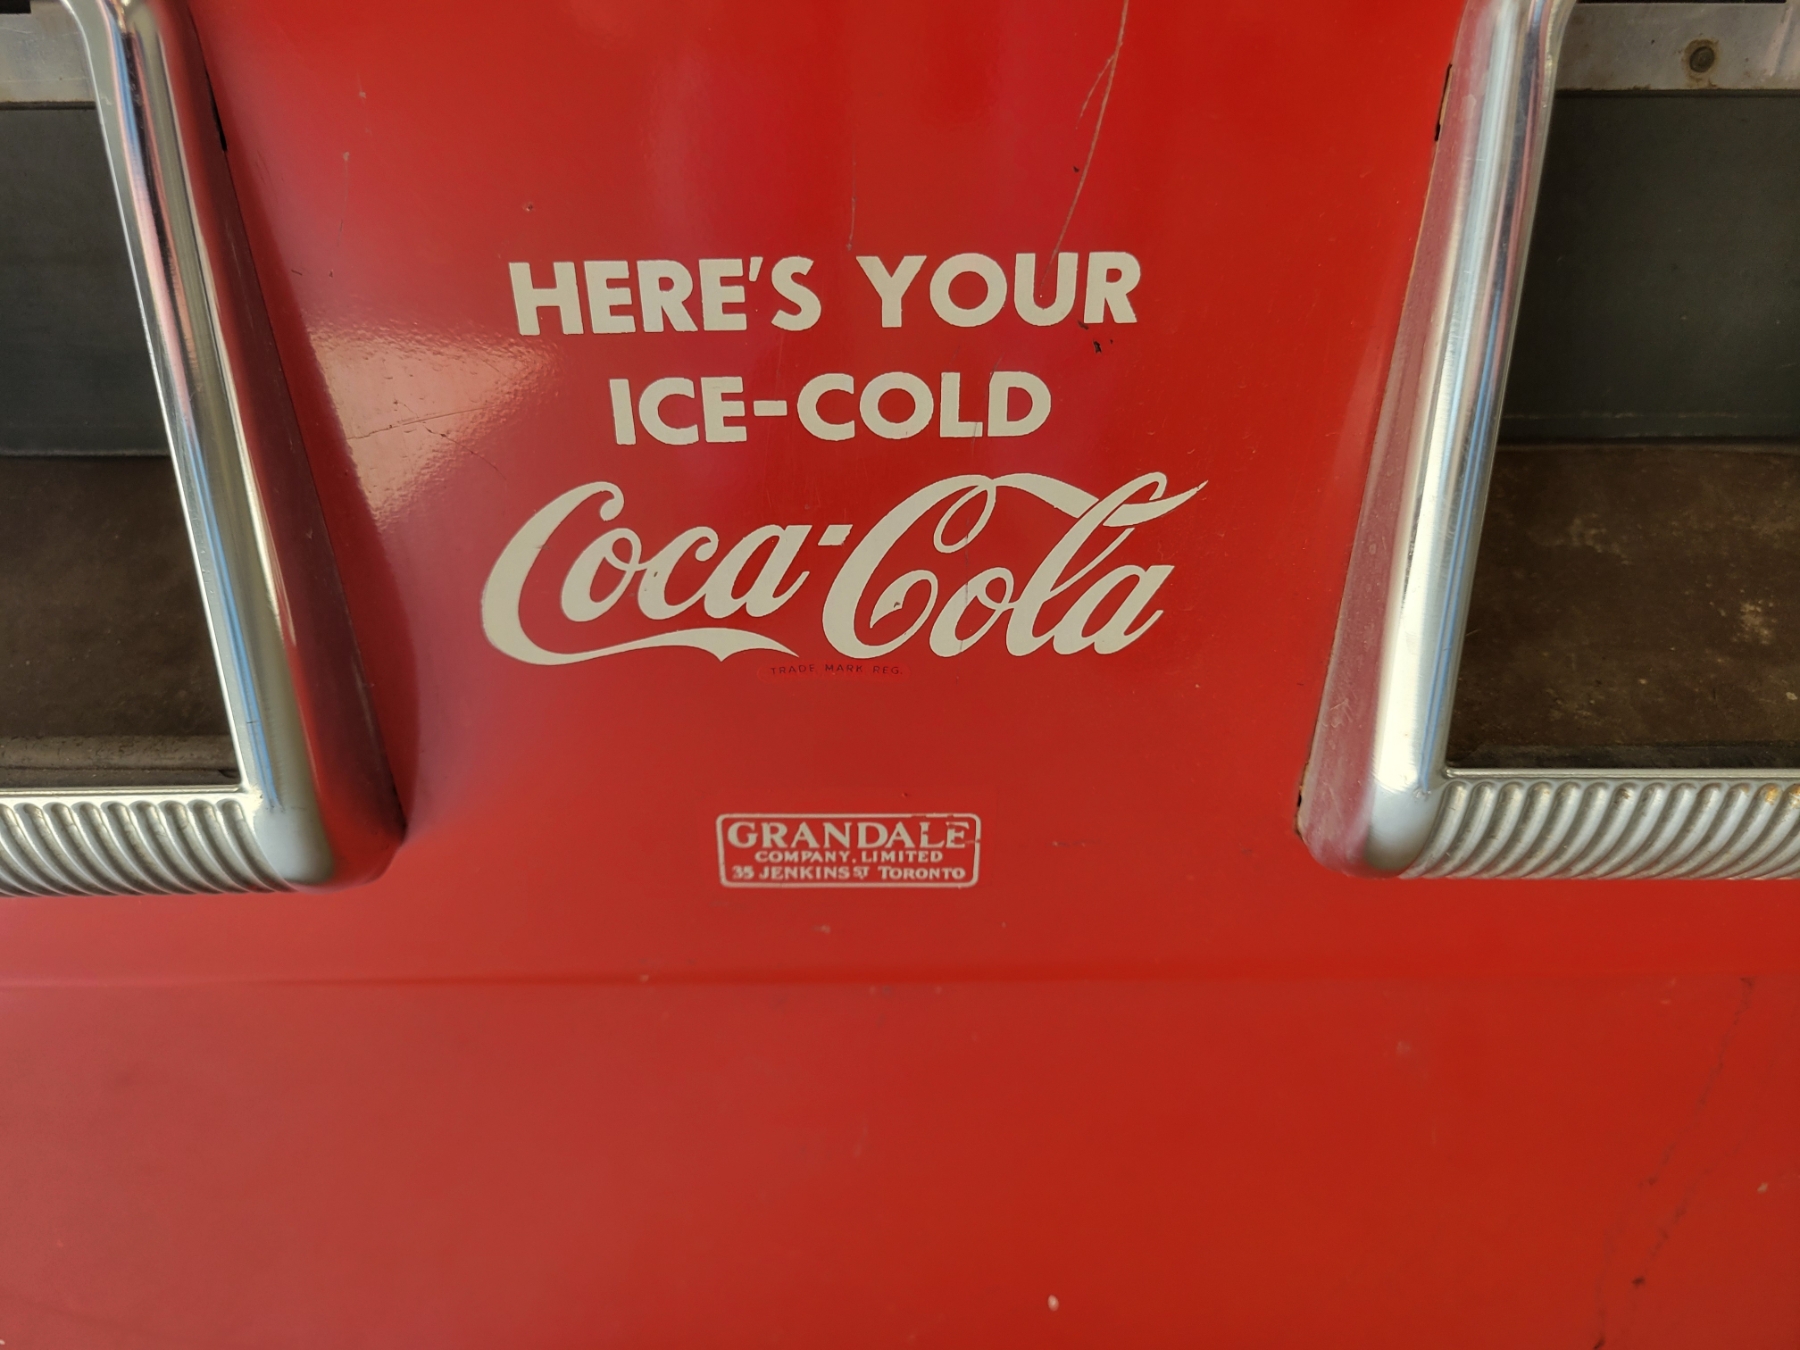 HERE'S YOUR
ICE-COLD
Coca-Cola
TRADE MARK REG.
GRANDALE
COMPANY, LIMITED
35 JENKINS ST TORONTO